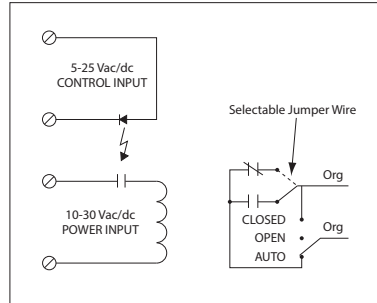 5-25 Vac/dc
CONTROL INPUT
Selectable Jumper Wire
Org
10-30 Vac/dc
POWER INPUT
CLOSED
OPEN
AUTO
Org